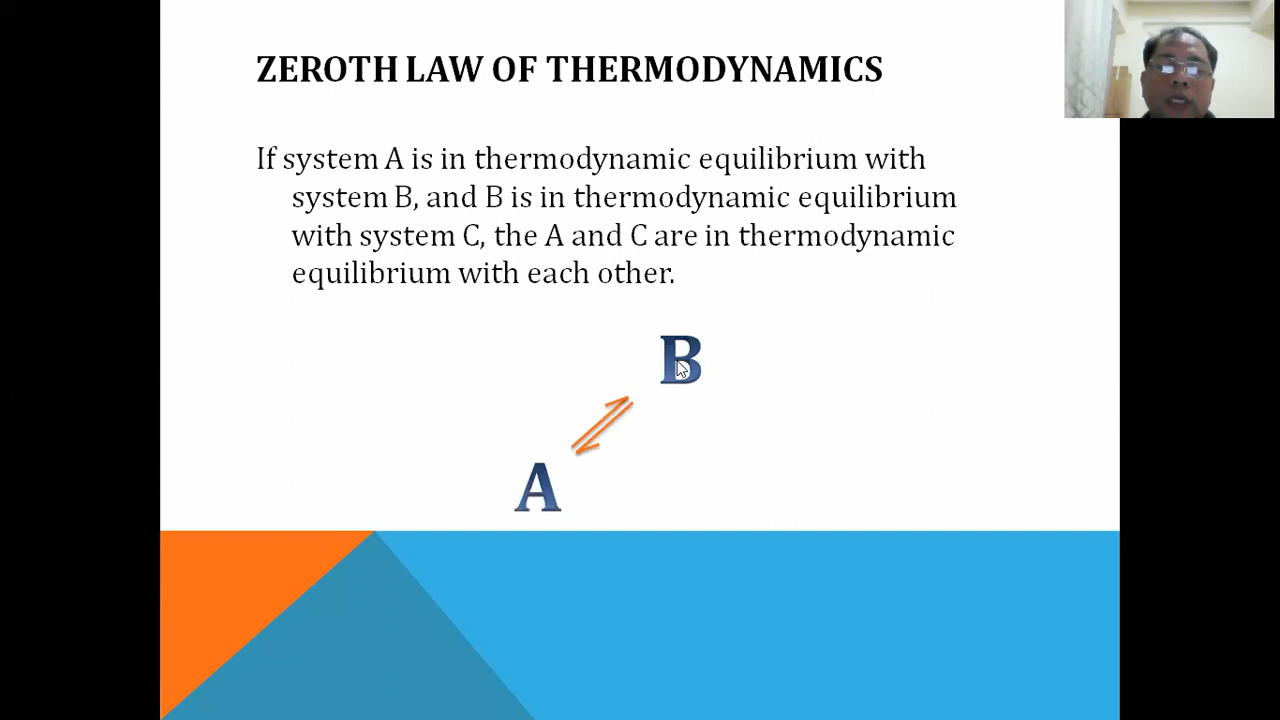 ZEROTH LAW OF THERMODYNAMICS
If system A is in thermodynamic equilibrium with
system B, and B is in thermodynamic equilibrium
with system C, the A and C are in thermodynamic
equilibrium with each other.
B
A